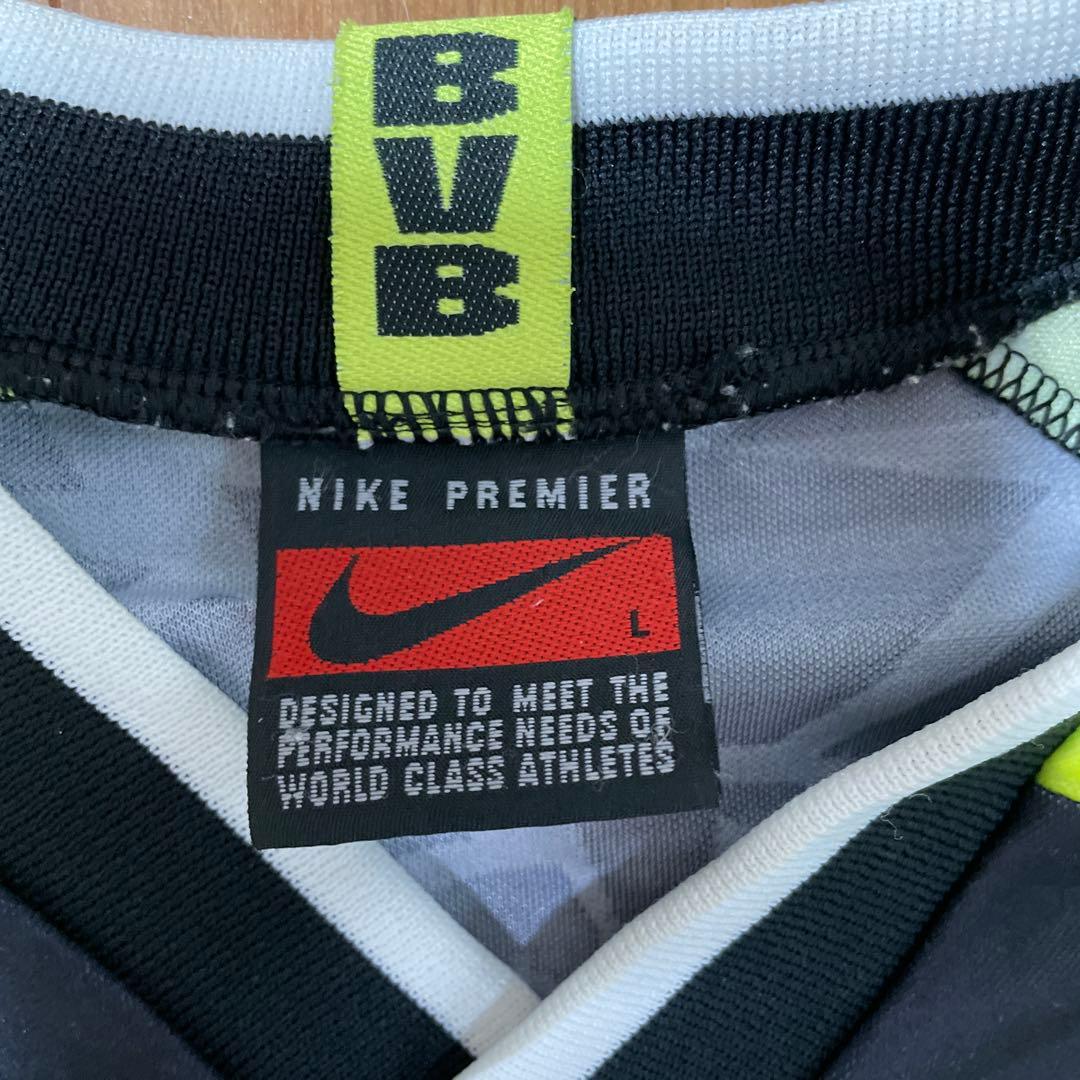 BVB
NIKE PREMIER
L
DESIGNED TO MEET THE
PERFORMANCE NEEDS OF
WORLD CLASS ATHLETES